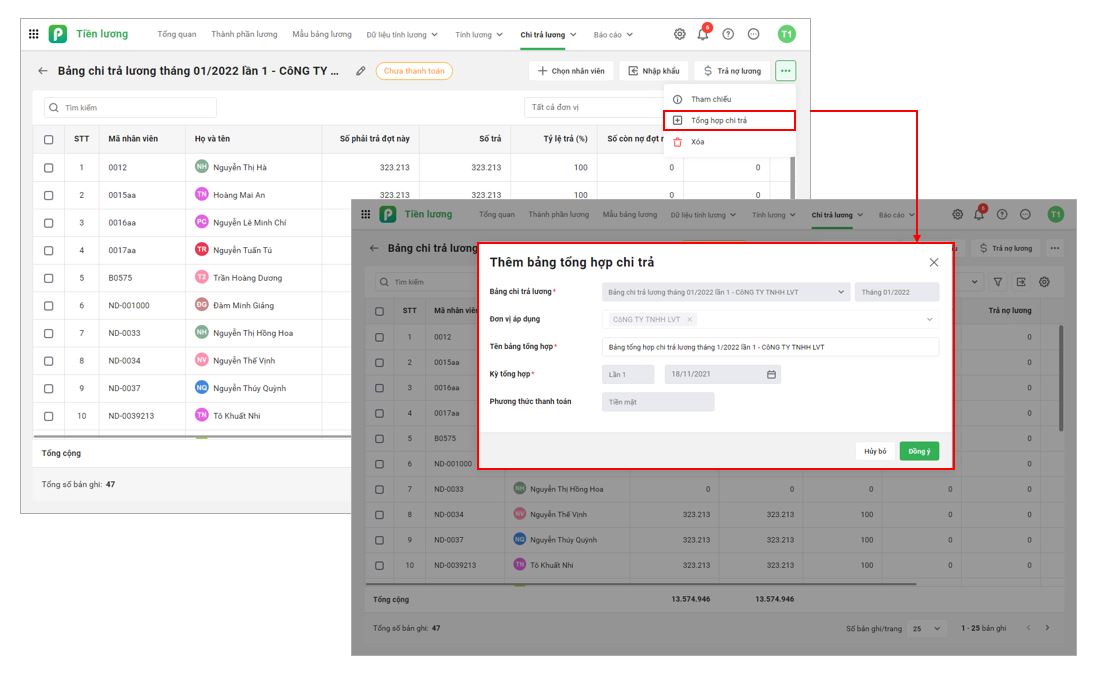 Tiền lương Tổng quan Thành phần lương Mẫu bảng lương Dữ liệu tính lương Tính lương Chi trả lương Báo cáo 6 T1
Bảng chi trả lương tháng 01/2022 lần 1 - CôNG TY ... Chưa thanh toán Chọn nhân viên Nhập khẩu Trả nợ lương
Tìm kiếm Tất cả đơn vị
Tham chiếu
Tổng hợp chi trả
Xóa
STT Mã nhân viên Họ và tên Số phải trả đợt này Số trả Tỷ lệ trả (%) Số còn nợ đợt n
1 0012 NH Nguyễn Thị Hà 323.213 323.213 100 0 0
2 0015aa TN Hoàng Mai An 323.213 323.213 100 0 0
3 0016aa PC Nguyễn Lê Minh Chí
4 0017aa TR Nguyễn Tuấn Tú
5 B0575 T2 Trần Hoàng Dương
6 ND-001000 ĐG Đàm Minh Giảng
7 ND-0033 NH Nguyễn Thị Hồng Hoa
8 ND-0034 NV Nguyễn Thế Vịnh
9 ND-0037 NQ Nguyễn Thúy Quỳnh
10 ND-0039213 TN Tô Khuất Nhi
Tổng cộng
Tổng số bản ghi: 47
Tiền lương Tổng quan Thành phần lương Mẫu bảng lương Dữ liệu tính lương Tính lương Chi trả lương Báo cáo 6 T1
Bảng chi trả lương Trả nợ lương
Tìm kiếm
STT Mã nhân viên Trả nợ lương
1 0012 0
2 0015aa 0
3 0016aa 0
4 0017aa 0
5 B0575 0
6 ND-001000 0
Thêm bảng tổng hợp chi trả
Bảng chi trả lương* Bảng chi trả lương tháng 01/2022 lần 1 - CôNG TY TNHH LVT Tháng 01/2022
Đơn vị áp dụng CôNG TY TNHH LVT
Tên bảng tổng hợp* Bảng tổng hợp chi trả lương tháng 1/2022 lần 1 - CôNG TY TNHH LVT
Kỳ tổng hợp* Lần 1 18/11/2021
Phương thức thanh toán Tiền mặt
Hủy bỏ Đồng ý
7 ND-0033 NH Nguyễn Thị Hồng Hoa 0 0 0 0 0
8 ND-0034 NV Nguyễn Thế Vịnh 323.213 323.213 100 0 0
9 ND-0037 NQ Nguyễn Thúy Quỳnh 323.213 323.213 100 0 0
10 ND-0039213 TN Tô Khuất Nhi 323.213 323.213 100 0 0
Tổng cộng 13.574.946 13.574.946
Tổng số bản ghi: 47 Số bản ghi/trang 25 1 - 25 bản ghi